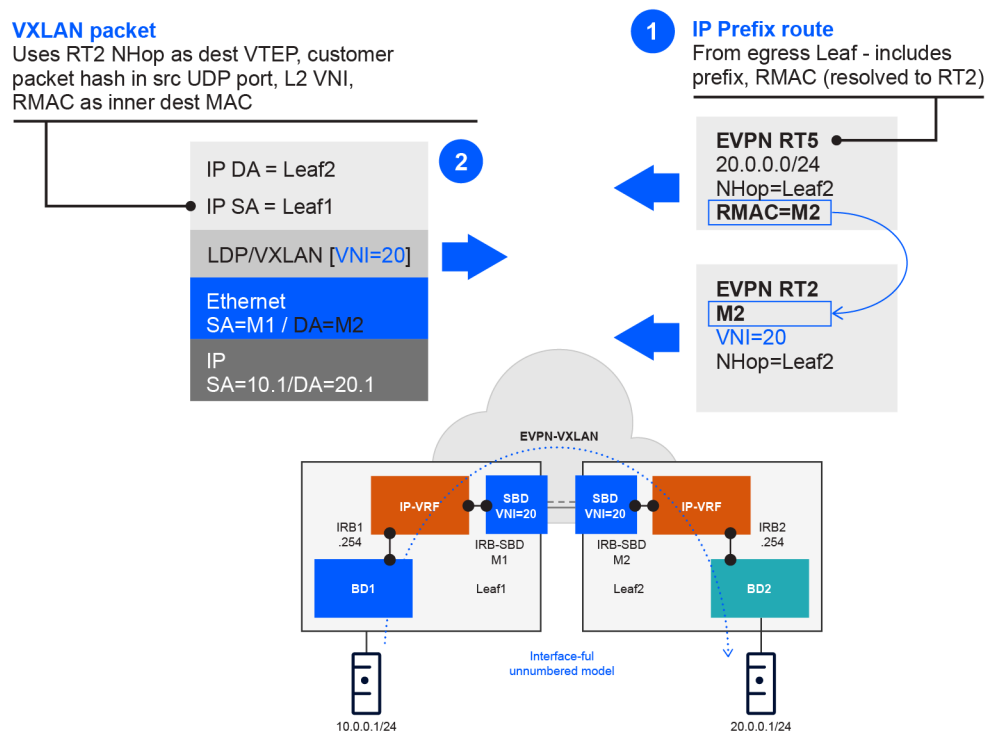 VXLAN packet
Uses RT2 NHop as dest VTEP, customer
packet hash in src UDP port, L2 VNI,
RMAC as inner dest MAC
1
IP Prefix route
From egress Leaf - includes
prefix, RMAC (resolved to RT2)
IP DA = Leaf2
IP SA = Leaf1
LDP/VXLAN [VNI=20]
Ethernet
SA=M1 / DA=M2
IP
SA=10.1/DA=20.1
2
EVPN RT5
20.0.0.0/24
NHop=Leaf2
RMAC=M2
EVPN RT2
M2
VNI=20
NHop=Leaf2
EVPN-VXLAN
IP-VRF
SBD
VNI=20
IRB1
.254
IRB-SBD
M1
BD1
Leaf1
SBD
VNI=20
IP-VRF
IRB-SBD
M2
IRB2
.254
Leaf2
BD2
Interface-ful
unnumbered model
10.0.0.1/24
20.0.0.1/24